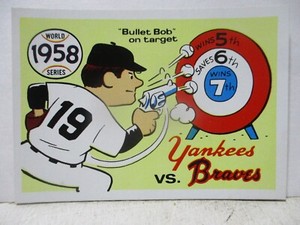 WORLD
1958
SERIES
"Bullet Bob"
on target
WINS 5th
SAVES 6th
WINS
7th
19
Yankees
VS. Braves